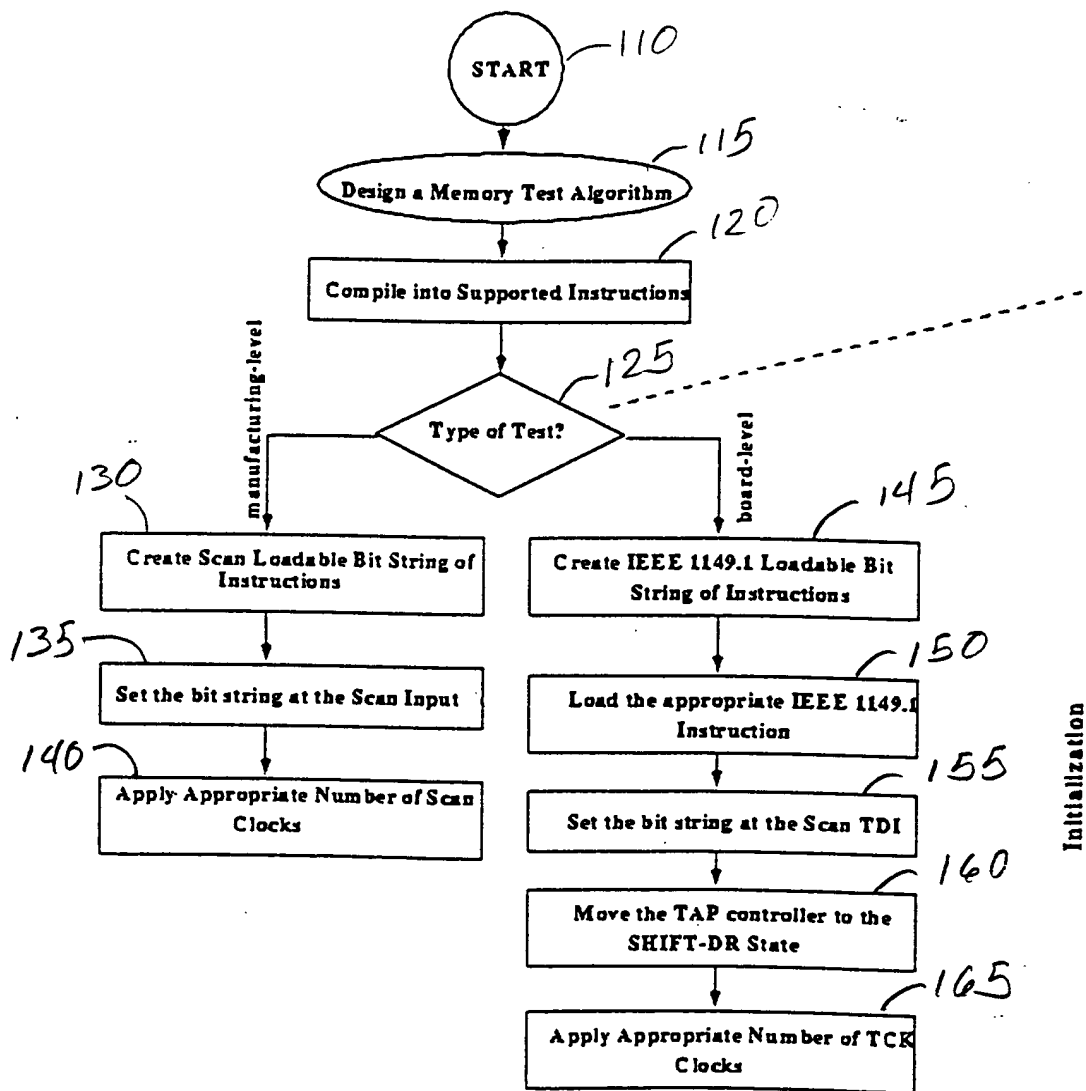 110
START
115
Design a Memory Test Algorithm
120
Compile into Supported Instructions
125
Type of Test?
manufacturing-level
board-level
130
Create Scan Loadable Bit String of
Instructions
145
Create IEEE 1149.1 Loadable Bit
String of Instructions
135
Set the bit string at the Scan Input
150
Load the appropriate IEEE 1149.1
Instruction
140
Apply Appropriate Number of Scan
Clocks
155
Set the bit string at the Scan TDI
160
Move the TAP controller to the
SHIFT-DR State
165
Apply Appropriate Number of TCK
Clocks
Initialization